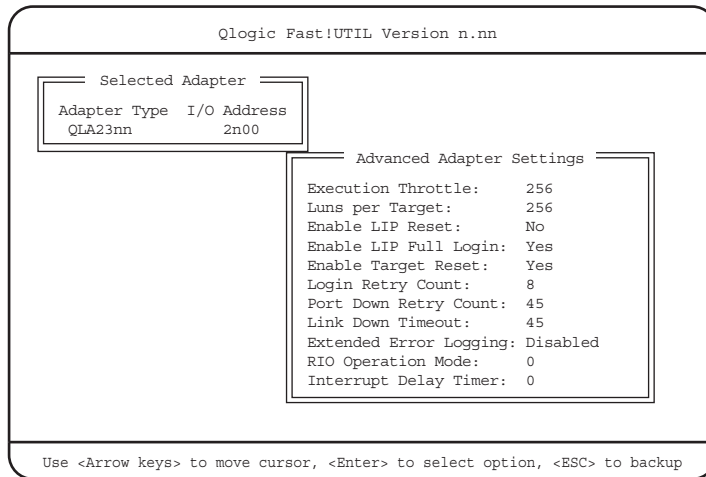 Qlogic Fast!UTIL Version n.nn
Selected Adapter
Adapter Type I/O Address
QLA23nn 2n00
Advanced Adapter Settings
Execution Throttle: 256
Luns per Target: 256
Enable LIP Reset: No
Enable LIP Full Login: Yes
Enable Target Reset: Yes
Login Retry Count: 8
Port Down Retry Count: 45
Link Down Timeout: 45
Extended Error Logging: Disabled
RIO Operation Mode: 0
Interrupt Delay Timer: 0
Use <Arrow keys> to move cursor, <Enter> to select option, <ESC> to backup